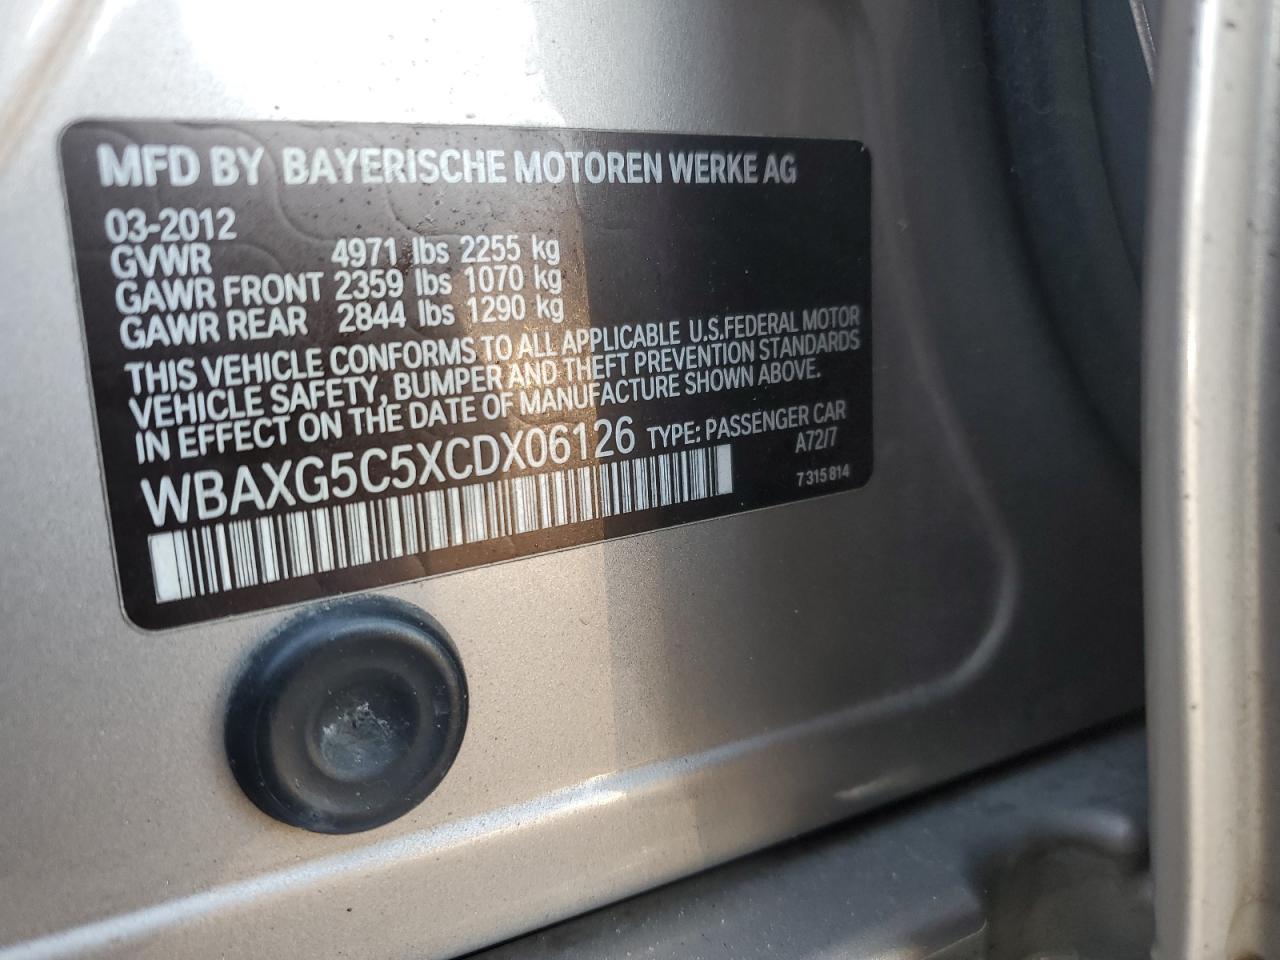 MFD BY BAYERISCHE MOTOREN WERKE AG
03-2012
GVWR 4971 lbs 2255 kg
GAWR FRONT 2359 lbs 1070 kg
GAWR REAR 2844 lbs 1290 kg
THIS VEHICLE CONFORMS TO ALL APPLICABLE U.S.FEDERAL MOTOR
VEHICLE SAFETY, BUMPER AND THEFT PREVENTION STANDARDS
IN EFFECT ON THE DATE OF MANUFACTURE SHOWN ABOVE.
WBAXG5C5XCDX06126 TYPE: PASSENGER CAR
A72/7
7 315 814